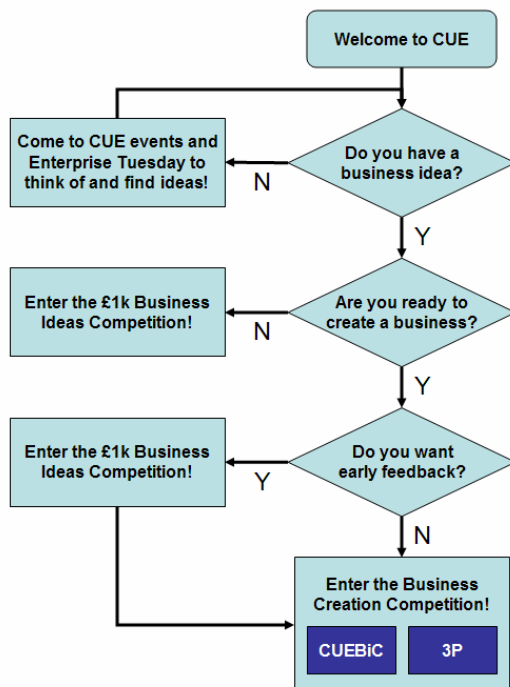 Welcome to CUE
Come to CUE events and
Enterprise Tuesday to
think of and find ideas!
N
Do you have a
business idea?
Y
Enter the £1k Business
Ideas Competition!
N
Are you ready to
create a business?
Y
Enter the £1k Business
Ideas Competition!
Y
Do you want
early feedback?
N
Enter the Business
Creation Competition!
CUEBiC
3P